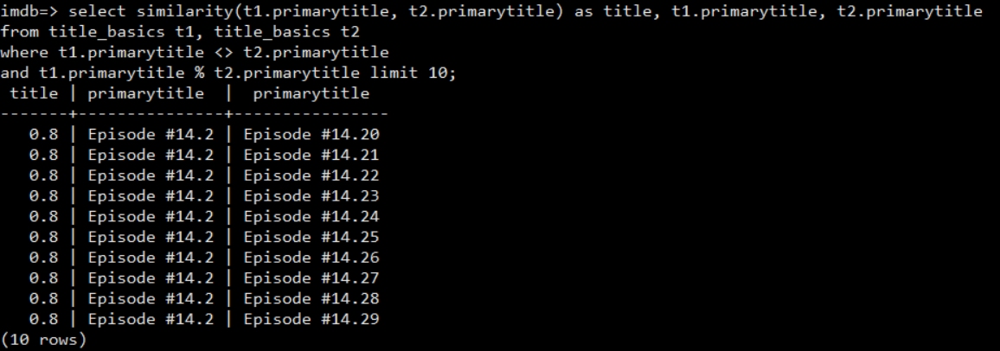 imdb=> select similarity(t1.primarytitle, t2.primarytitle) as title, t1.primarytitle, t2.primarytitle
from title_basics t1, title_basics t2
where t1.primarytitle <> t2.primarytitle
and t1.primarytitle % t2.primarytitle limit 10;
 title | primarytitle  |  primarytitle
-------+---------------+----------------
   0.8 | Episode #14.2 | Episode #14.20
   0.8 | Episode #14.2 | Episode #14.21
   0.8 | Episode #14.2 | Episode #14.22
   0.8 | Episode #14.2 | Episode #14.23
   0.8 | Episode #14.2 | Episode #14.24
   0.8 | Episode #14.2 | Episode #14.25
   0.8 | Episode #14.2 | Episode #14.26
   0.8 | Episode #14.2 | Episode #14.27
   0.8 | Episode #14.2 | Episode #14.28
   0.8 | Episode #14.2 | Episode #14.29
(10 rows)